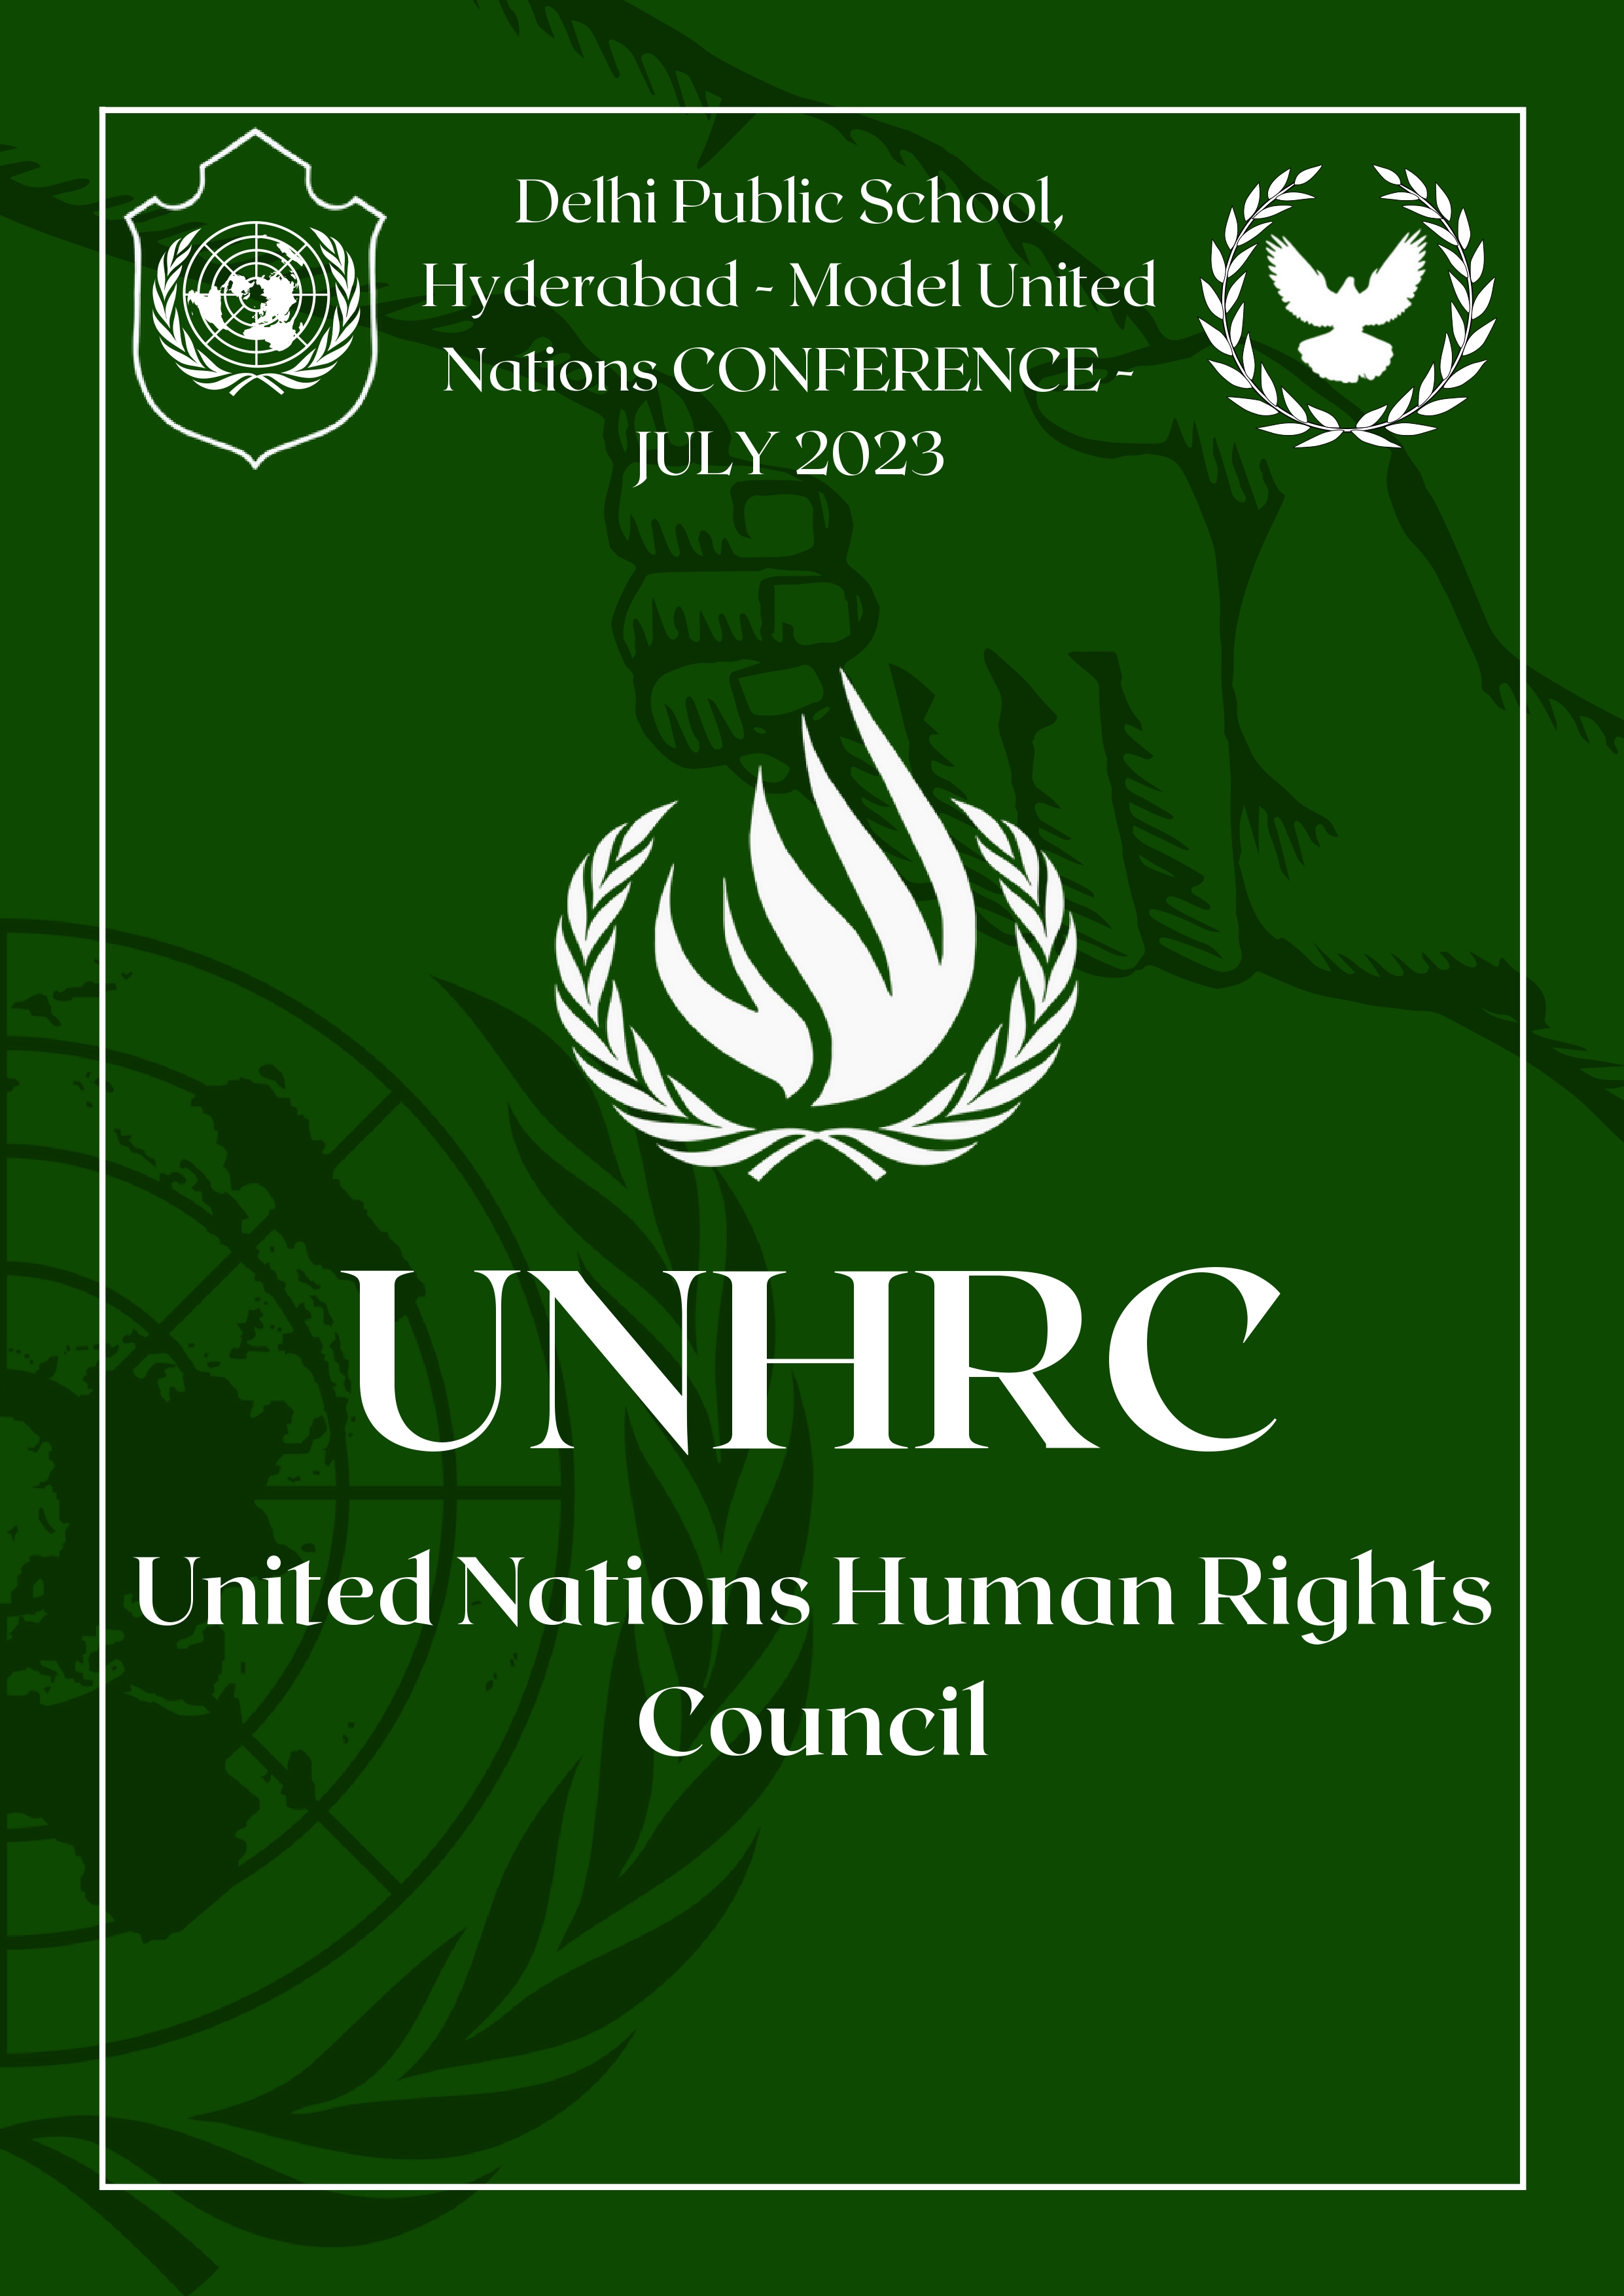 Delhi Public School,
Hyderabad - Model United
Nations CONFERENCE -
JULY 2023
UNHRC
United Nations Human Rights
Council